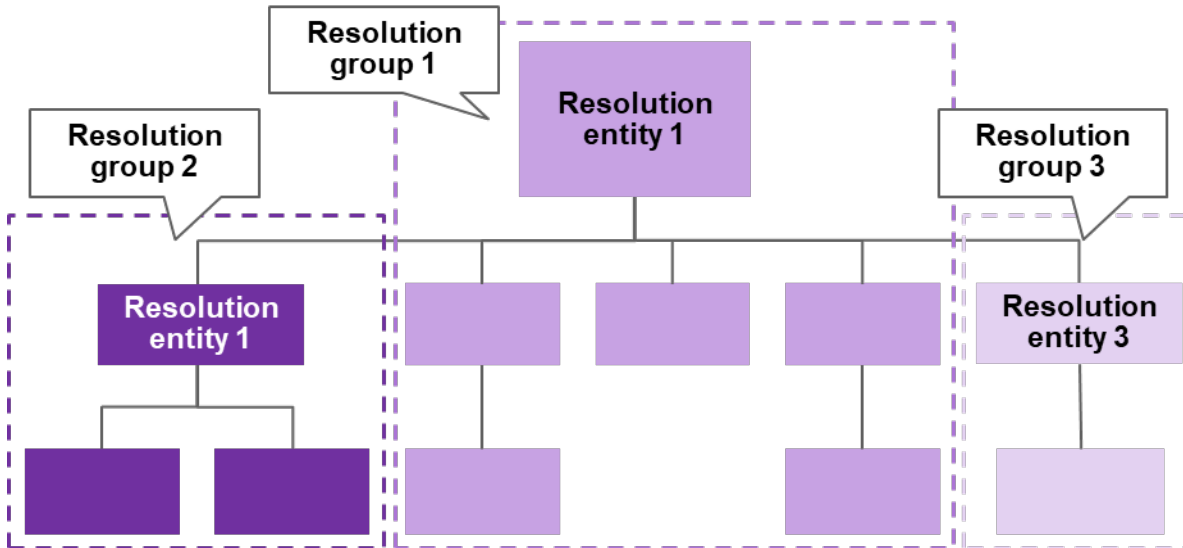 Resolution
group 1
Resolution
entity 1
Resolution
group 2
Resolution
group 3
Resolution
entity 1
Resolution
entity 3